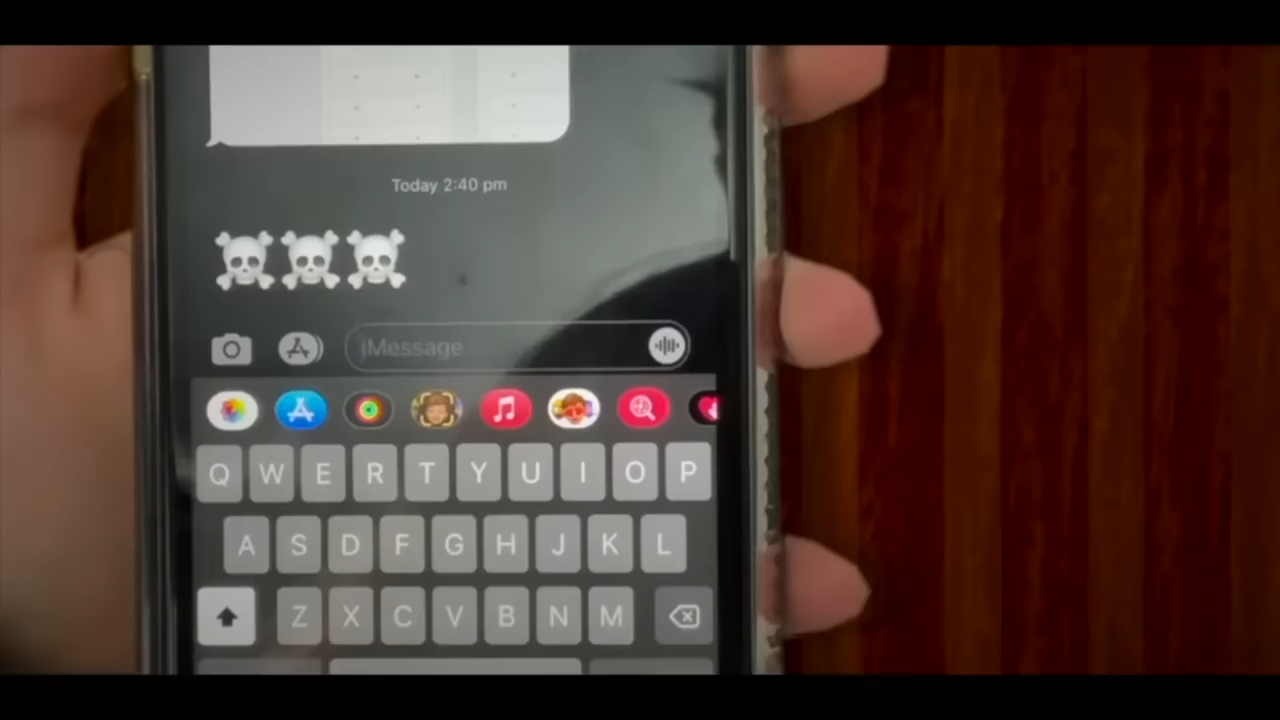 Today 2:40 pm
iMessage
Q W E R T Y U I O P
A S D F G H J K L
Z X C V B N M